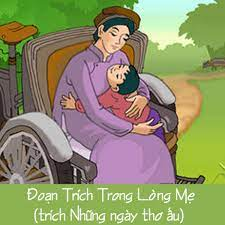 Đoạn Trích Trong Lòng Mẹ
(trích Những ngày thơ ấu)